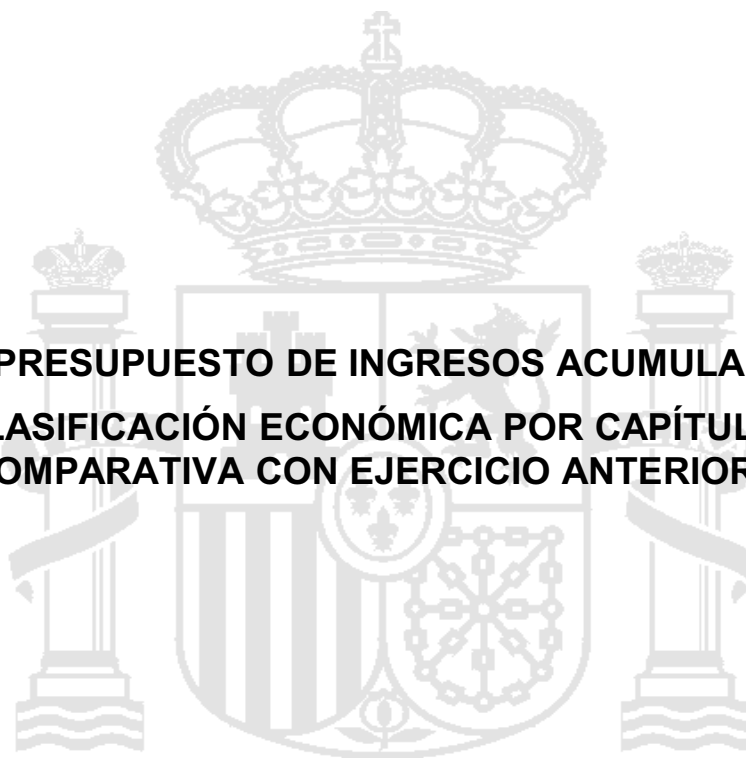 PRESUPUESTO DE INGRESOS ACUMULA
LASIFICACIÓN ECONÓMICA POR CAPÍTUL
OMPARATIVA CON EJERCICIO ANTERIOR